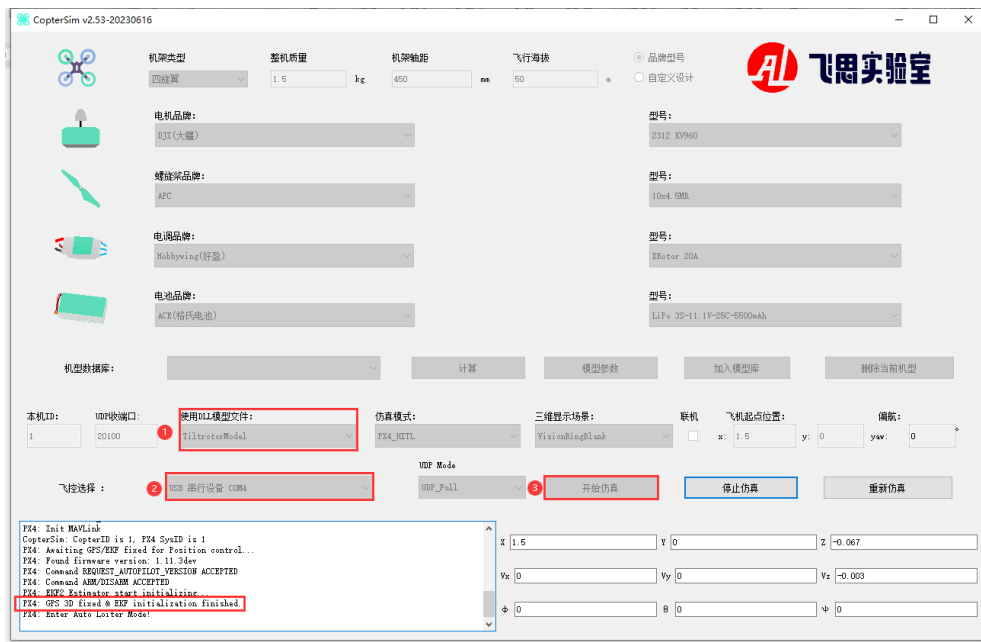 CopterSim v2.53-20230616
机架类型 整机质量 机架轴距 飞行海拔 品牌型号
四旋翼 1.5 kg 450 mm 50 m 自定义设计
飞思实验室
电机品牌: 型号:
DJI(大疆) 2312 KV960
螺旋桨品牌: 型号:
APC 10x4.5MR
电调品牌: 型号:
Hobbywing(好盈) XRotor 20A
电池品牌: 型号:
ACE(格氏电池) LiPo 3S-11.1V-25C-5500mAh
机型数据库: 计算 模型参数 加入模型库 删除当前机型
本机ID: UDP收端口: 使用DLL模型文件: 仿真模式: 三维显示场景: 联机 飞机起点位置: 偏航:
1 20100 1 TiltrotorModel PX4_HITL VisionRingBlank x: 1.5 y: 0 yaw: 0 °
UDP Mode
飞控选择 : 2 USB 串行设备 COM4 UDP_Full 3 开始仿真 停止仿真 重新仿真
PX4: Init MAVLink
CopterSim: CopterID is 1, PX4 SysID is 1
PX4: Awaiting GPS/EKF fixed for Position control...
PX4: Found firmware version: 1.11.3dev
PX4: Command REQUEST_AUTOPILOT_VERSION ACCEPTED
PX4: Command ARM/DISARM ACCEPTED
PX4: EKF2 Estimator start initializing...
PX4: GPS 3D fixed & EKF initialization finished.
PX4: Enter Auto Loiter Mode!
X 1.5 Y 0 Z -0.067
Vx 0 Vy 0 Vz -0.003
ϕ 0 θ 0 ψ 0